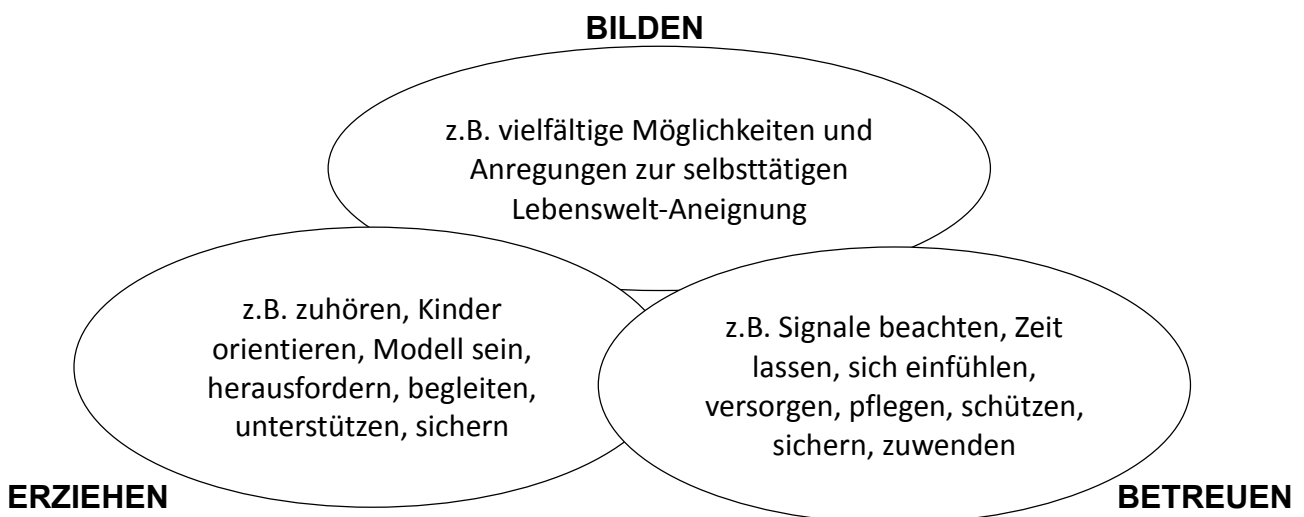 BILDEN
z.B. vielfältige Möglichkeiten und
Anregungen zur selbsttätigen
Lebenswelt-Aneignung
z.B. zuhören, Kinder
orientieren, Modell sein,
herausfordern, begleiten,
unterstützen, sichern
z.B. Signale beachten, Zeit
lassen, sich einfühlen,
versorgen, pflegen, schützen,
sichern, zuwenden
ERZIEHEN
BETREUEN